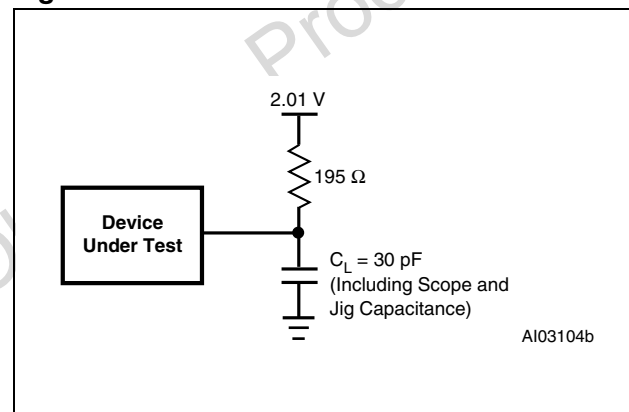 2.01 V
195 Ω
Device
Under Test
C_L = 30 pF
(Including Scope and
Jig Capacitance)
AI03104b